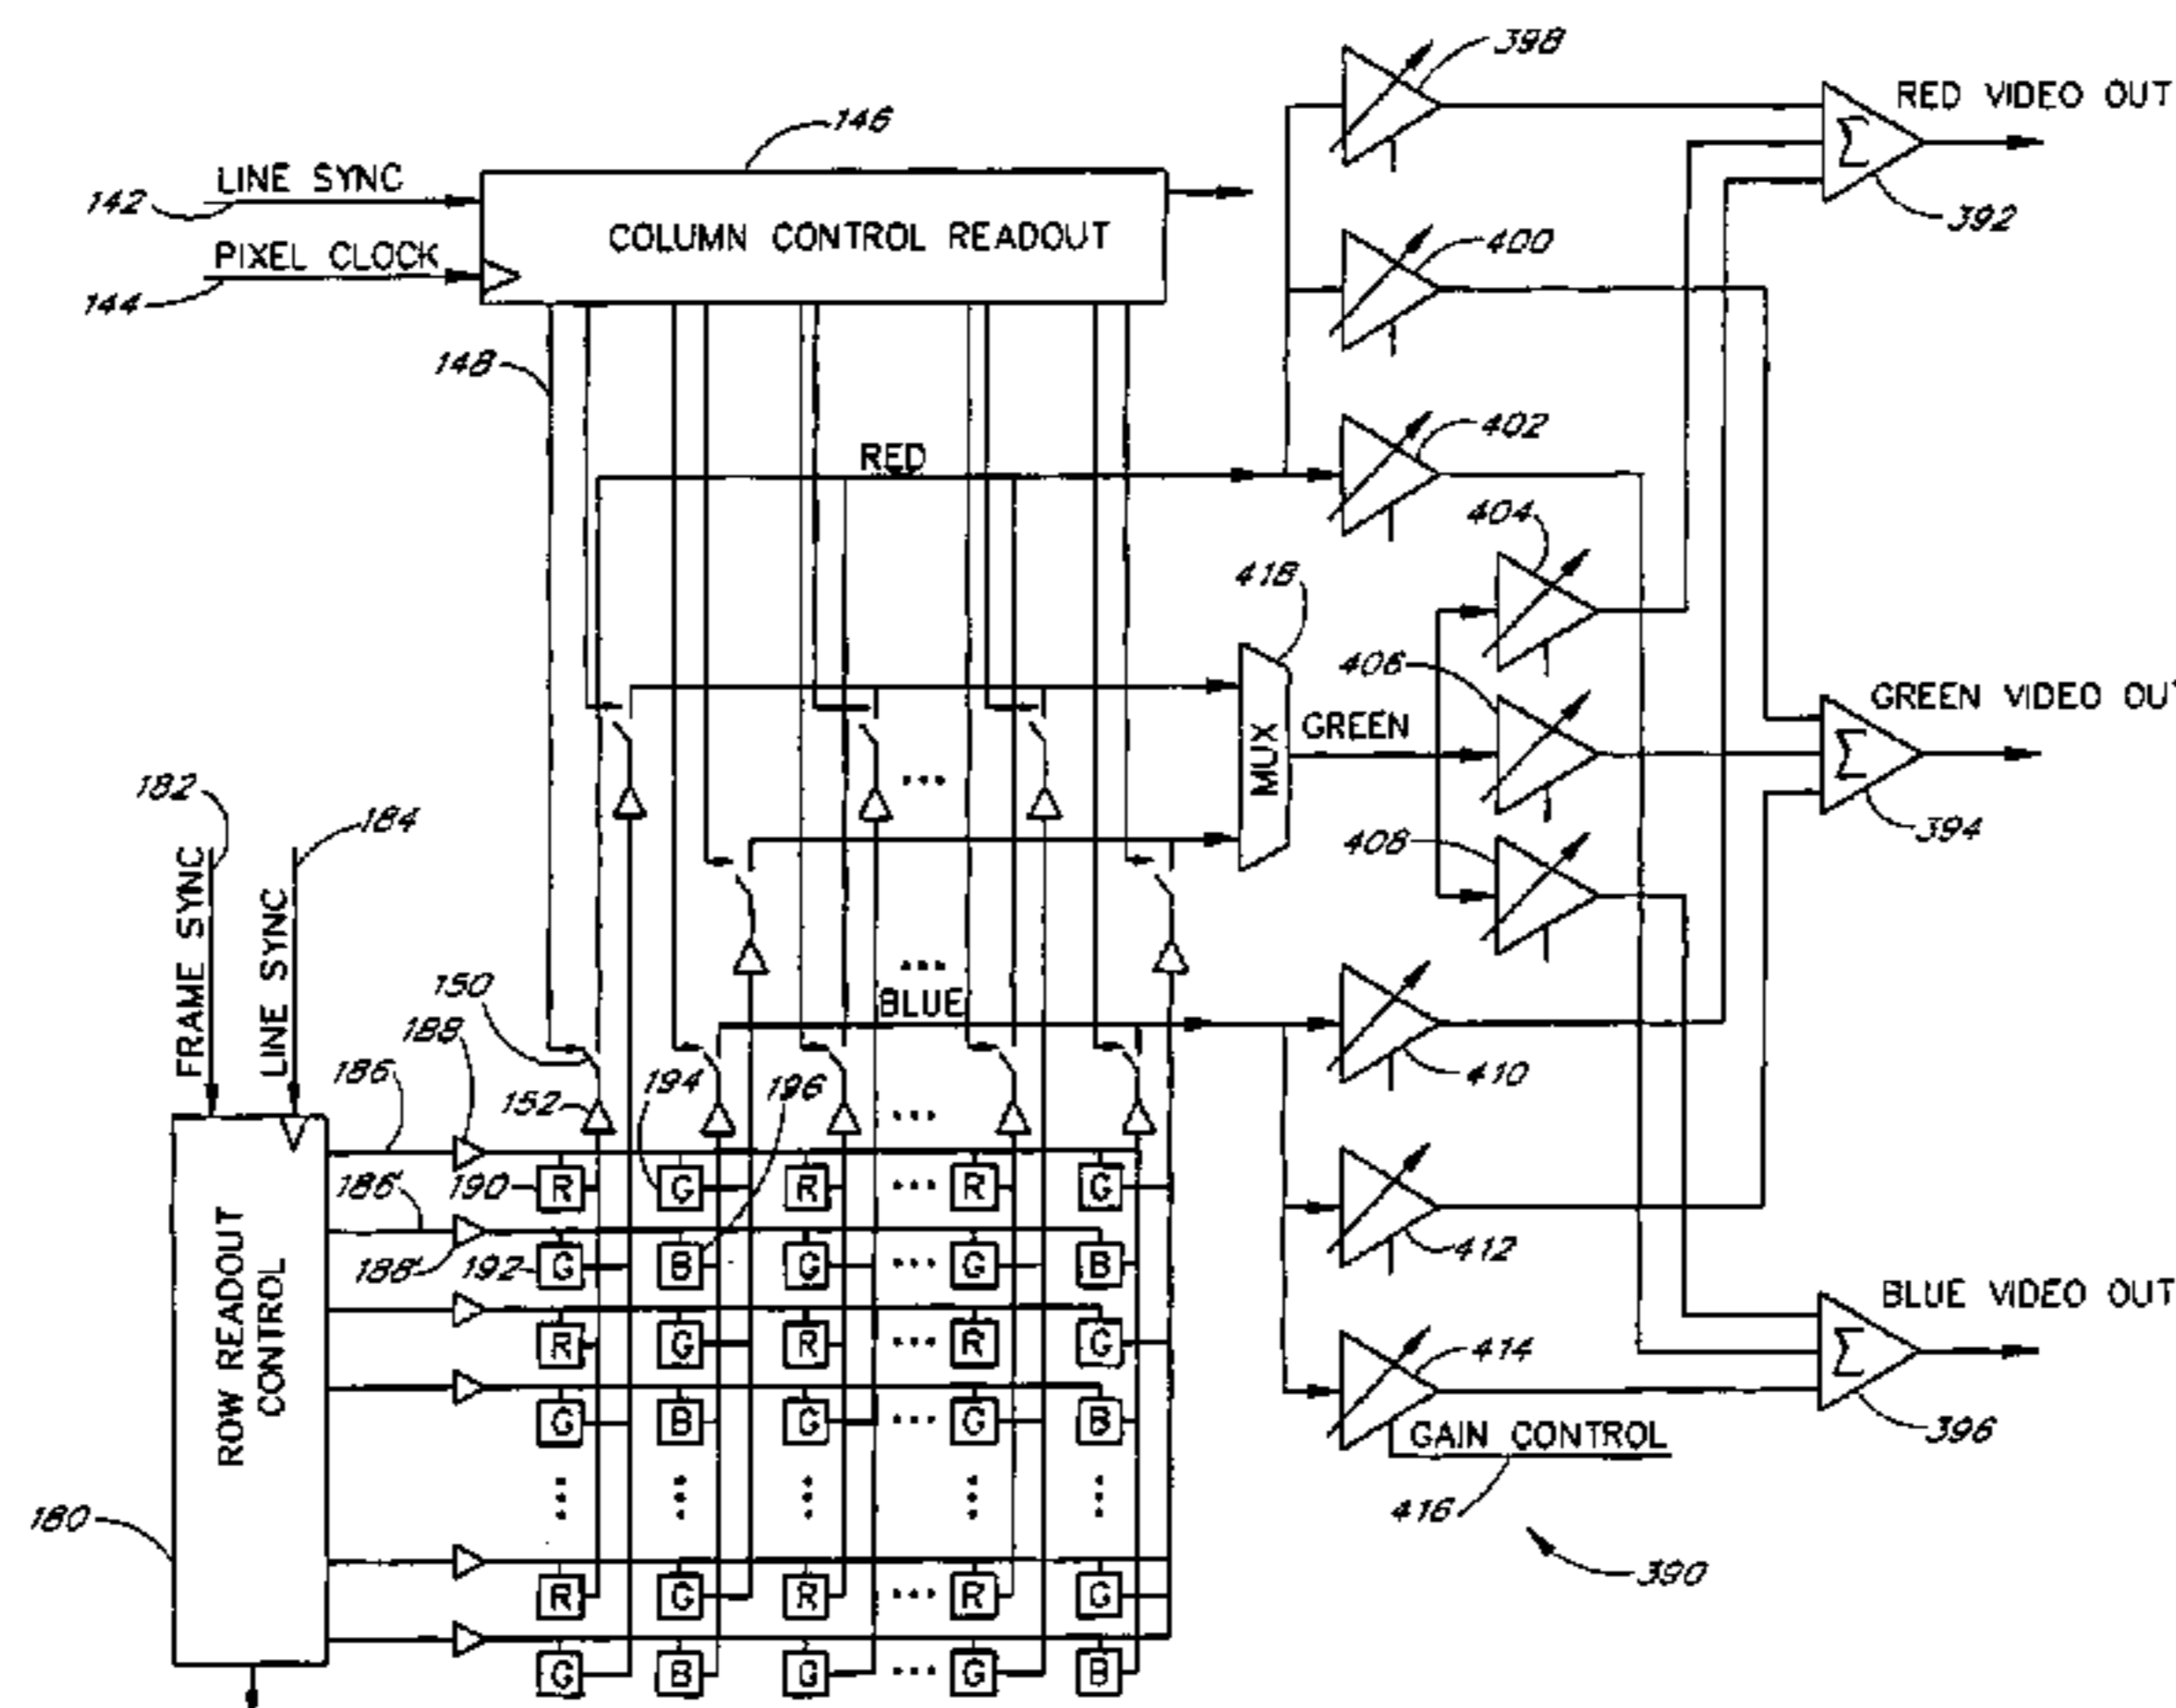 398
RED VIDEO OUT
146
LINE SYNC
142
392
COLUMN CONTROL READOUT
400
PIXEL CLOCK
144
148
RED
402
404
418
406
GREEN
GREEN VIDEO OU
MUX
...
182
184
394
408
FRAME SYNC
LINE SYNC
...
BLUE
150
188
186
194
196
410
152
...
190
R G R ... R G
186'
188'
192
G B G ... G B
412
BLUE VIDEO OUT
ROW READOUT CONTROL
R G R ... R G
414
G B G ... G B
GAIN CONTROL
396
416
180
390
R G R ... R G
G B G ... G B
Σ
Σ
Σ